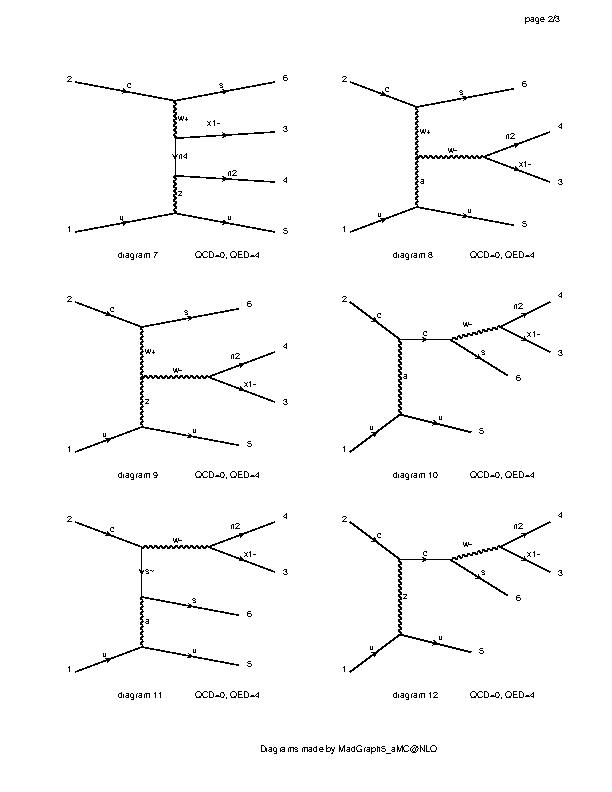 page 2/3
2 c s 6
w+
x1- 3
n4
n2 4
z
1 u u 5
diagram 7 QCD=0, QED=4
2 c s 6
w+
n2 4
w-
x1- 3
a
1 u u 5
diagram 8 QCD=0, QED=4
2 c s 6
w+
n2 4
w-
x1- 3
z
1 u u 5
diagram 9 QCD=0, QED=4
2 c n2 4
w-
c x1- 3
s 6
a
1 u u 5
diagram 10 QCD=0, QED=4
2 c n2 4
w-
x1- 3
s~
s 6
a
1 u u 5
diagram 11 QCD=0, QED=4
2 c n2 4
w-
c x1- 3
s 6
z
1 u u 5
diagram 12 QCD=0, QED=4
Diagrams made by MadGraph5_aMC@NLO